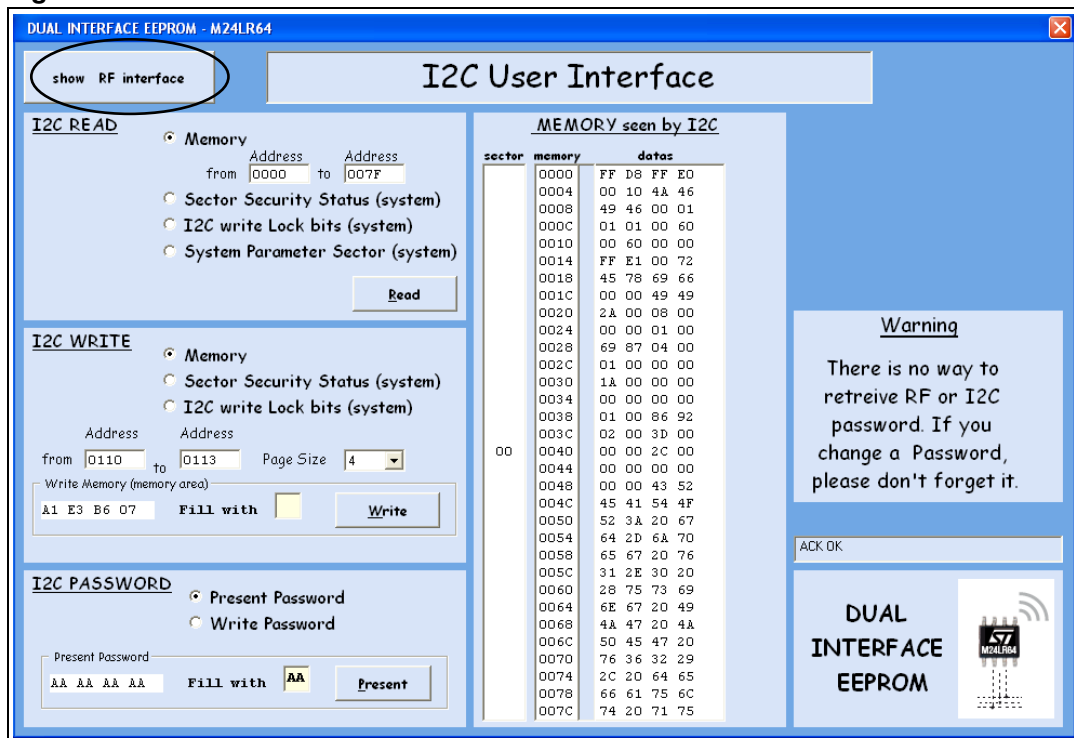 DUAL INTERFACE EEPROM - M24LR64
show RF interface
I2C User Interface
I2C READ
Memory
Address Address
from 0000 to 007F
Sector Security Status (system)
I2C write Lock bits (system)
System Parameter Sector (system)
Read
I2C WRITE
Memory
Sector Security Status (system)
I2C write Lock bits (system)
Address Address
from 0110 to 0113 Page Size 4
Write Memory (memory area)
A1 E3 B6 07 Fill with Write
I2C PASSWORD
Present Password
Write Password
Present Password
AA AA AA AA Fill with AA Present
MEMORY seen by I2C
sector memory datas
0000 FF D8 FF E0
0004 00 10 4A 46
0008 49 46 00 01
000C 01 01 00 60
0010 00 60 00 00
0014 FF E1 00 72
0018 45 78 69 66
001C 00 00 49 49
0020 2A 00 08 00
0024 00 00 01 00
0028 69 87 04 00
002C 01 00 00 00
0030 1A 00 00 00
0034 00 00 00 00
0038 01 00 86 92
003C 02 00 3D 00
00 0040 00 00 2C 00
0044 00 00 00 00
0048 00 00 43 52
004C 45 41 54 4F
0050 52 3A 20 67
0054 64 2D 6A 70
0058 65 67 20 76
005C 31 2E 30 20
0060 28 75 73 69
0064 6E 67 20 49
0068 4A 47 20 4A
006C 50 45 47 20
0070 76 36 32 29
0074 2C 20 64 65
0078 66 61 75 6C
007C 74 20 71 75
Warning
There is no way to
retreive RF or I2C
password. If you
change a Password,
please don't forget it.
ACK OK
DUAL
INTERFACE
EEPROM
ST
M24LR64